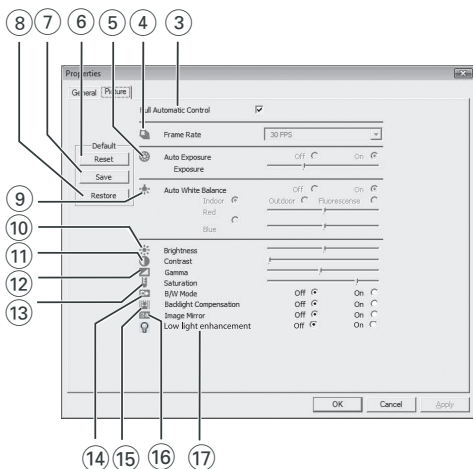 8 7 6 5 4 3
Properties
General Picture
Full Automatic Control
Frame Rate 30 FPS
Default
Reset
Save
Restore
Auto Exposure Off On
Exposure
9
Auto White Balance Off On
Indoor Outdoor Fluorescense
Red
Blue
10
11
12
13
Brightness
Contrast
Gamma
Saturation
B/W Mode Off On
Backlight Compensation Off On
Image Mirror Off On
Low light enhancement Off On
OK Cancel Apply
14 15 16 17